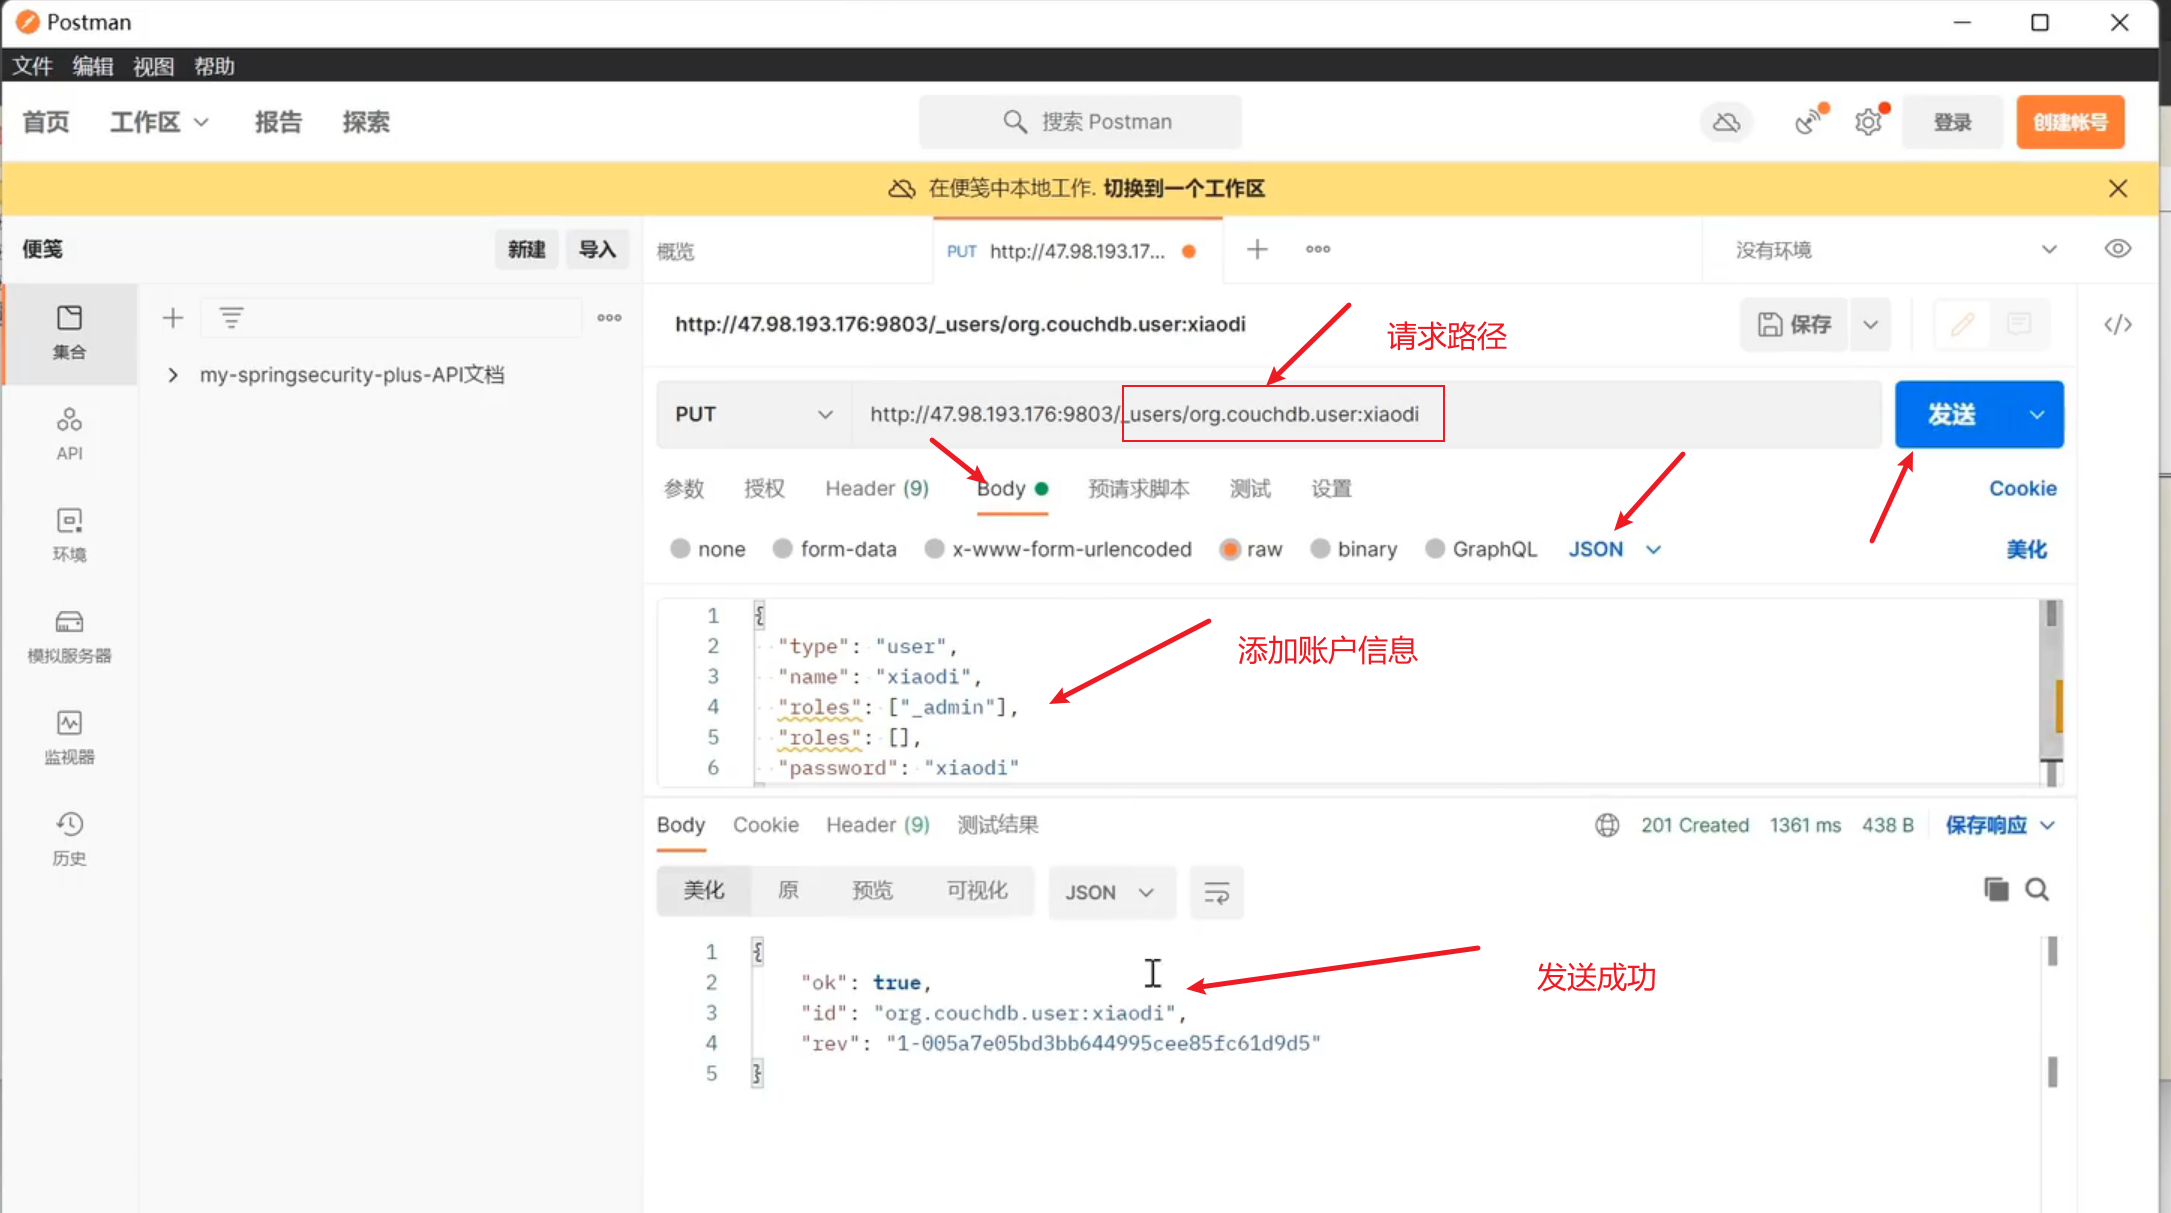 Postman
文件 编辑 视图 帮助
首页 工作区 报告 探索 搜索 Postman 登录 创建帐号
在便笺中本地工作. 切换到一个工作区
便笺 新建 导入 概览 PUT http://47.98.193.17... 没有环境
http://47.98.193.176:9803/_users/org.couchdb.user:xiaodi 保存 </>
请求路径
集合
my-springsecurity-plus-API文档
PUT http://47.98.193.176:9803/_users/org.couchdb.user:xiaodi 发送
API
参数 授权 Header (9) Body 预请求脚本 测试 设置 Cookie
环境
none form-data x-www-form-urlencoded raw binary GraphQL JSON 美化
1 {
2 "type": "user",
添加账户信息
模拟服务器
3 "name": "xiaodi",
4 "roles": ["_admin"],
5 "roles": [],
监视器
6 "password": "xiaodi"
Body Cookie Header (9) 测试结果 201 Created 1361 ms 438 B 保存响应
历史
美化 原 预览 可视化 JSON
1 {
2 "ok": true,
发送成功
3 "id": "org.couchdb.user:xiaodi",
4 "rev": "1-005a7e05bd3bb644995cee85fc61d9d5"
5 }